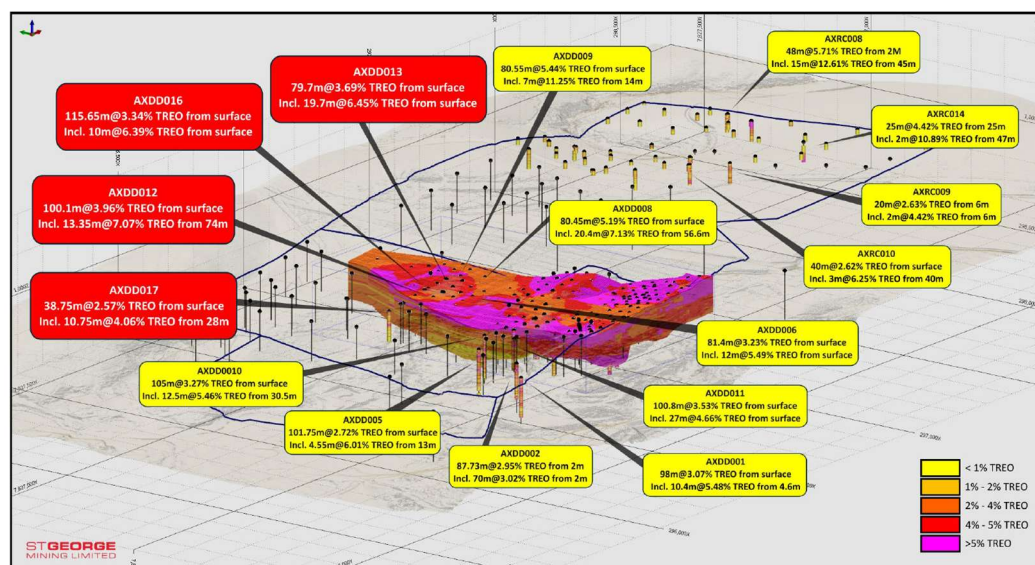 AXDD016
115.65m@3.34% TREO from surface
Incl. 10m@6.39% TREO from surface
AXDD013
79.7m@3.69% TREO from surface
Incl. 19.7m@6.45% TREO from surface
AXDD009
80.55m@5.44% TREO from surface
Incl. 7m@11.25% TREO from 14m
AXRC008
48m@5.71% TREO from 2M
Incl. 15m@12.61% TREO from 45m
AXRC014
25m@4.42% TREO from 25m
Incl. 2m@10.89% TREO from 47m
AXDD012
100.1m@3.96% TREO from surface
Incl. 13.35m@7.07% TREO from 74m
AXDD008
80.45m@5.19% TREO from surface
Incl. 20.4m@7.13% TREO from 56.6m
AXRC009
20m@2.63% TREO from 6m
Incl. 2m@4.42% TREO from 6m
AXRC010
40m@2.62% TREO from surface
Incl. 3m@6.25% TREO from 40m
AXDD017
38.75m@2.57% TREO from surface
Incl. 10.75m@4.06% TREO from 28m
AXDD006
81.4m@3.23% TREO from surface
Incl. 12m@5.49% TREO from surface
AXDD0010
105m@3.27% TREO from surface
Incl. 12.5m@5.46% TREO from 30.5m
AXDD011
100.8m@3.53% TREO from surface
Incl. 27m@4.66% TREO from surface
AXDD005
101.75m@2.72% TREO from surface
Incl. 4.55m@6.01% TREO from 13m
AXDD002
87.73m@2.95% TREO from 2m
Incl. 70m@3.02% TREO from 2m
AXDD001
98m@3.07% TREO from surface
Incl. 10.4m@5.48% TREO from 4.6m
< 1% TREO
1% - 2% TREO
2% - 4% TREO
4% - 5% TREO
>5% TREO
ST GEORGE
MINING LIMITED